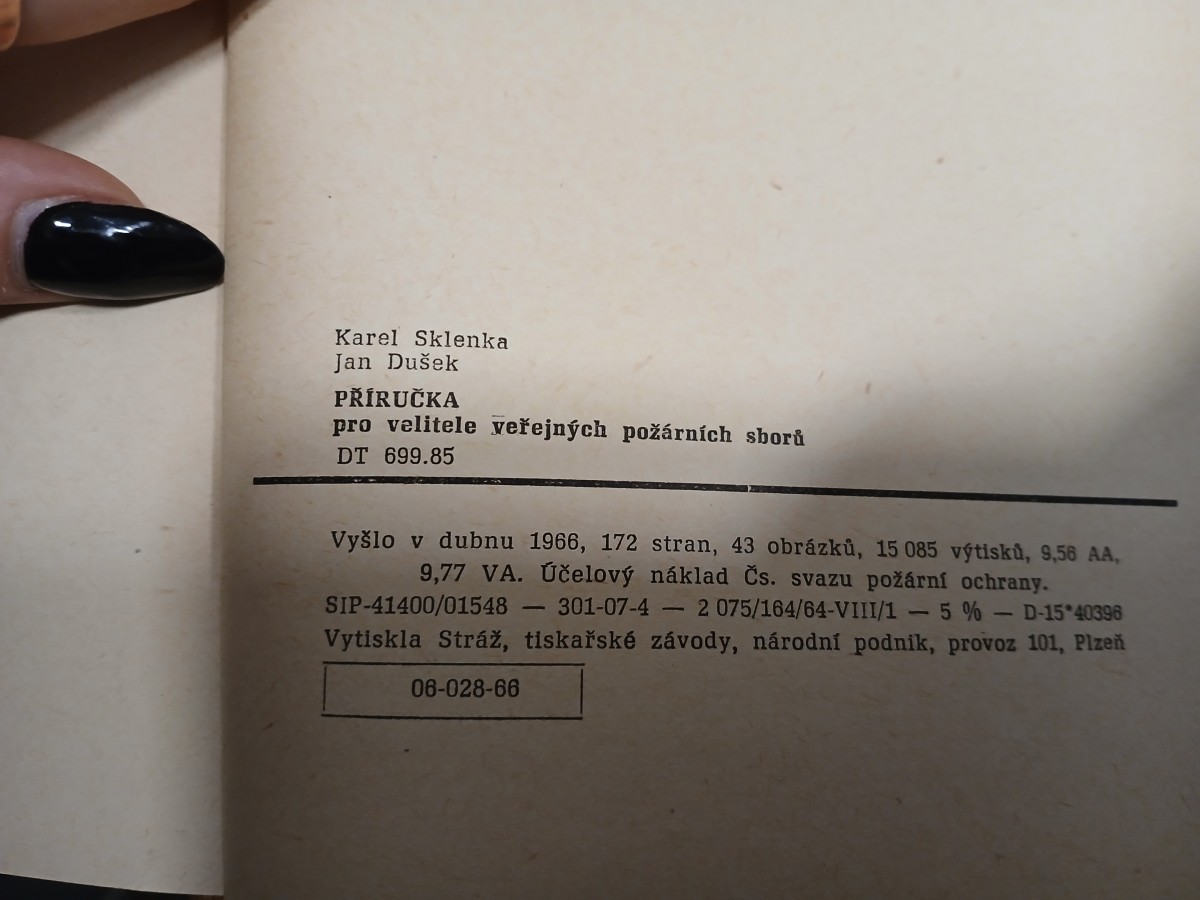 Karel Sklenka
Jan Dušek
PŘÍRUČKA
pro velitele veřejných požárních sborů
DT 699.85
Vyšlo v dubnu 1966, 172 stran, 43 obrázků, 15 085 výtisků, 9,56 AA,
9,77 VA. Účelový náklad Čs. svazu požární ochrany.
SIP-41400/01548 — 301-07-4 — 2 075/164/64-VIII/1 — 5 % — D-15*40396
Vytiskla Stráž, tiskařské závody, národní podnik, provoz 101, Plzeň
06-028-66